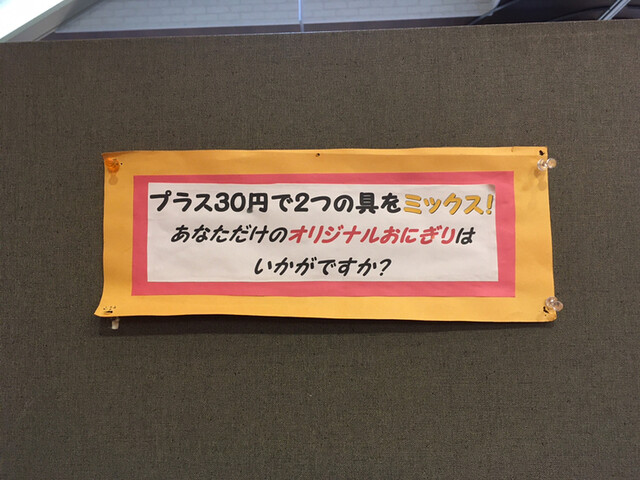 プラス30円で2つの具をミックス!
あなただけのオリジナルおにぎりは
いかがですか?